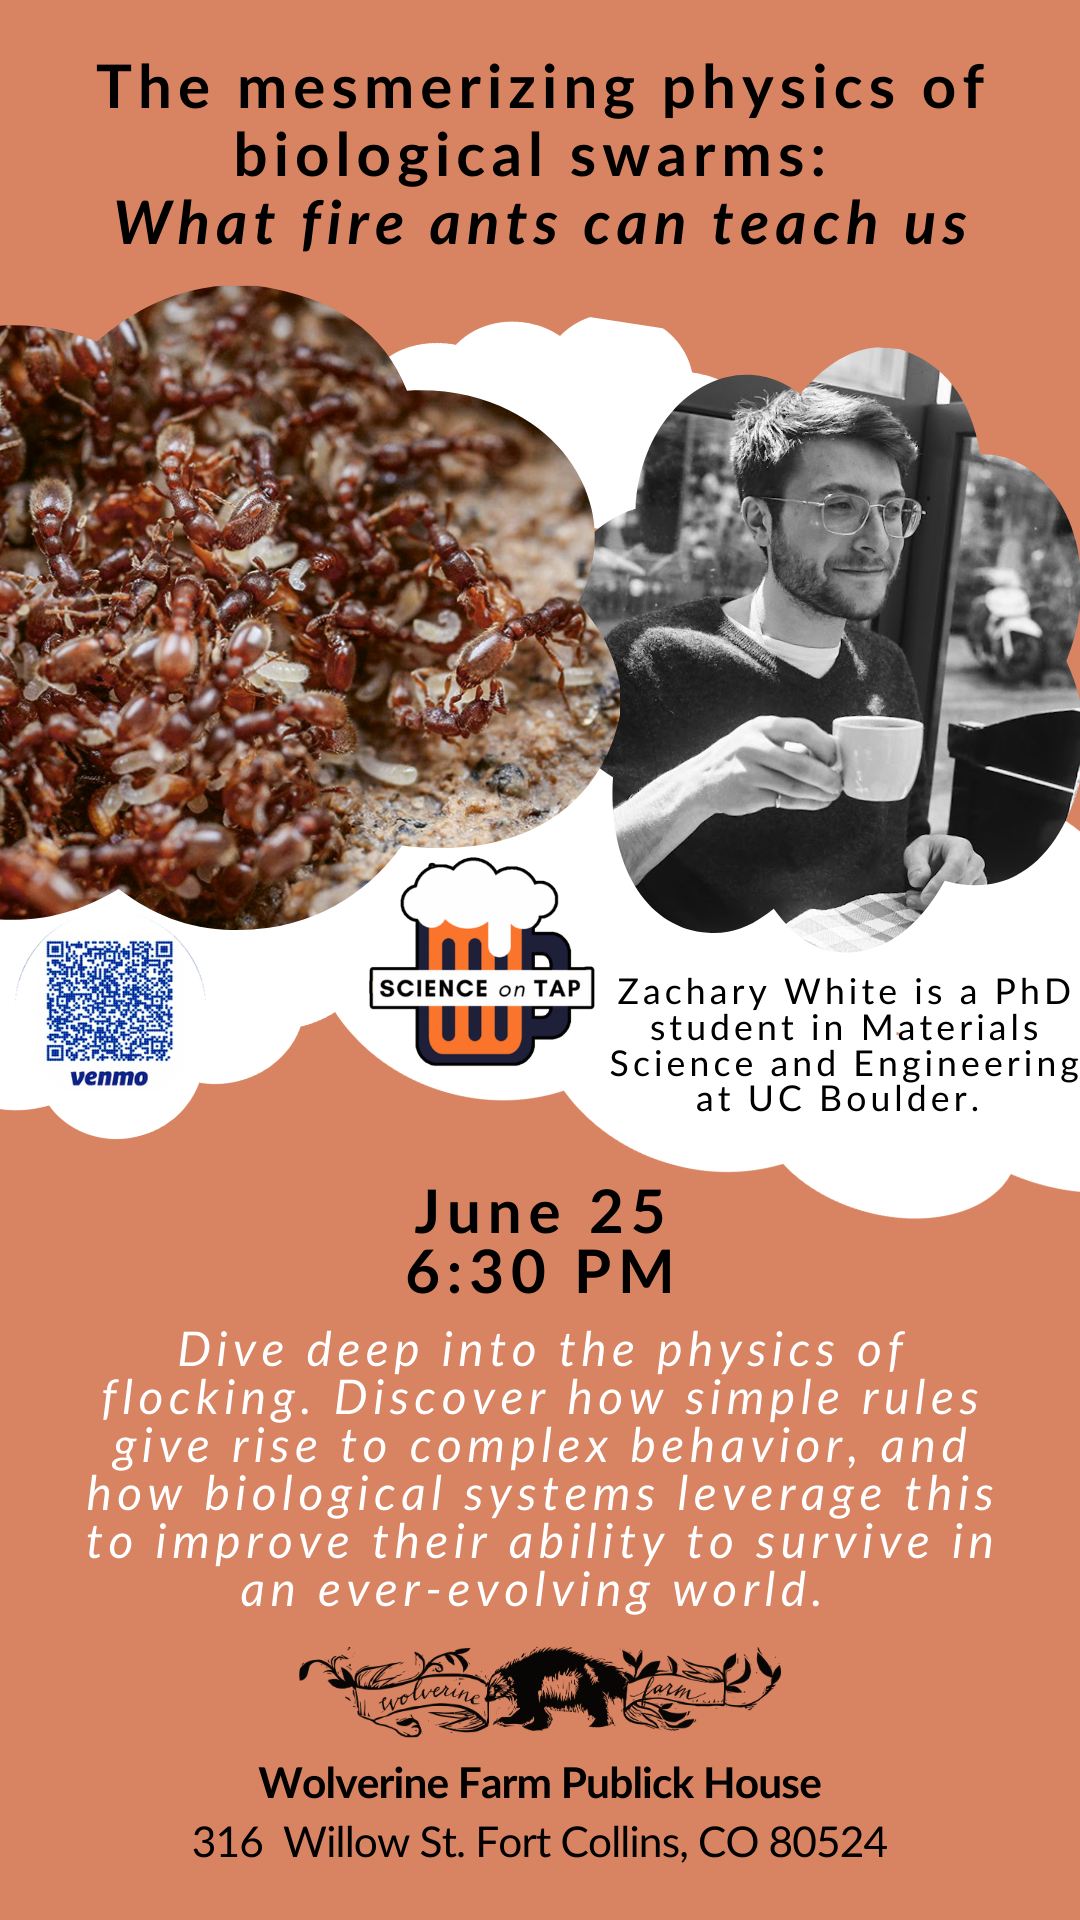 The mesmerizing physics of
biological swarms:
What fire ants can teach us
venmo
SCIENCE on TAP
Zachary White is a PhD
student in Materials
Science and Engineering
at UC Boulder.
June 25
6:30 PM
Dive deep into the physics of
flocking. Discover how simple rules
give rise to complex behavior, and
how biological systems leverage this
to improve their ability to survive in
an ever-evolving world.
wolverine farm
Wolverine Farm Publick House
316 Willow St. Fort Collins, CO 80524